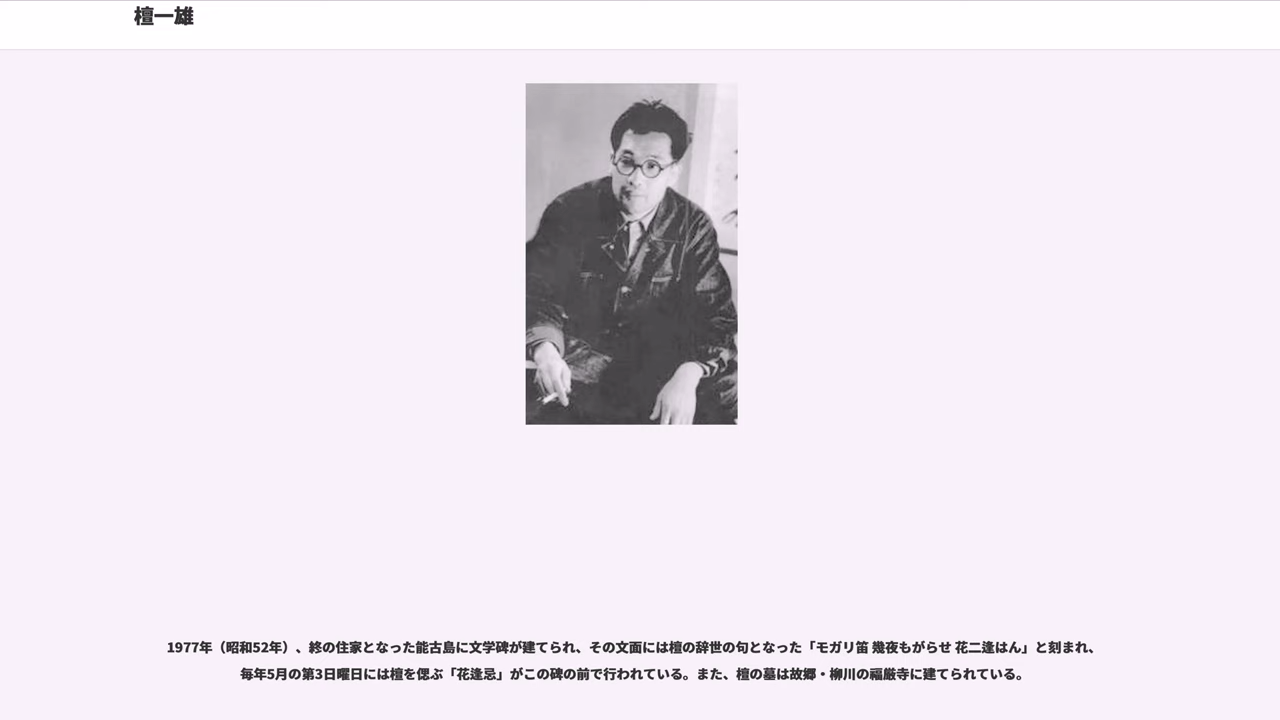 檀一雄
1977年（昭和52年）、終の住家となった能古島に文学碑が建てられ、その文面には檀の辞世の句となった「モガリ笛 幾夜もがらせ 花二逢はん」と刻まれ、
毎年5月の第3日曜日には檀を偲ぶ「花逢忌」がこの碑の前で行われている。また、檀の墓は故郷・柳川の福厳寺に建てられている。